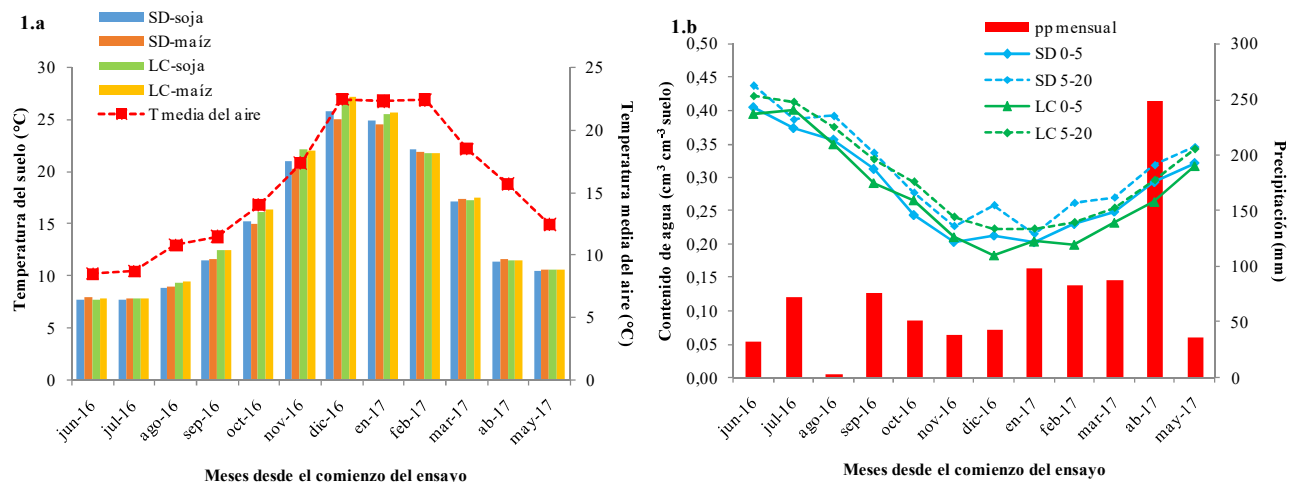 1.a
SD-soja
SD-maíz
LC-soja
LC-maíz
T media del aire
Temperatura del suelo (°C)
30
25
20
15
10
5
0
25
20
15
10
5
0
Temperatura media del aire (°C)
jun-16
jul-16
ago-16
sep-16
oct-16
nov-16
dic-16
en-17
feb-17
mar-17
ab-17
may-17
Meses desde el comienzo del ensayo
1.b
pp mensual
SD 0-5
SD 5-20
LC 0-5
LC 5-20
Contenido de agua (cm³ cm⁻³ suelo)
0,50
0,45
0,40
0,35
0,30
0,25
0,20
0,15
0,10
0,05
0,00
300
250
200
150
100
50
0
Precipitación (mm)
jun-16
jul-16
ago-16
sep-16
oct-16
nov-16
dic-16
en-17
feb-17
mar-17
ab-17
may-17
Meses desde el comienzo del ensayo